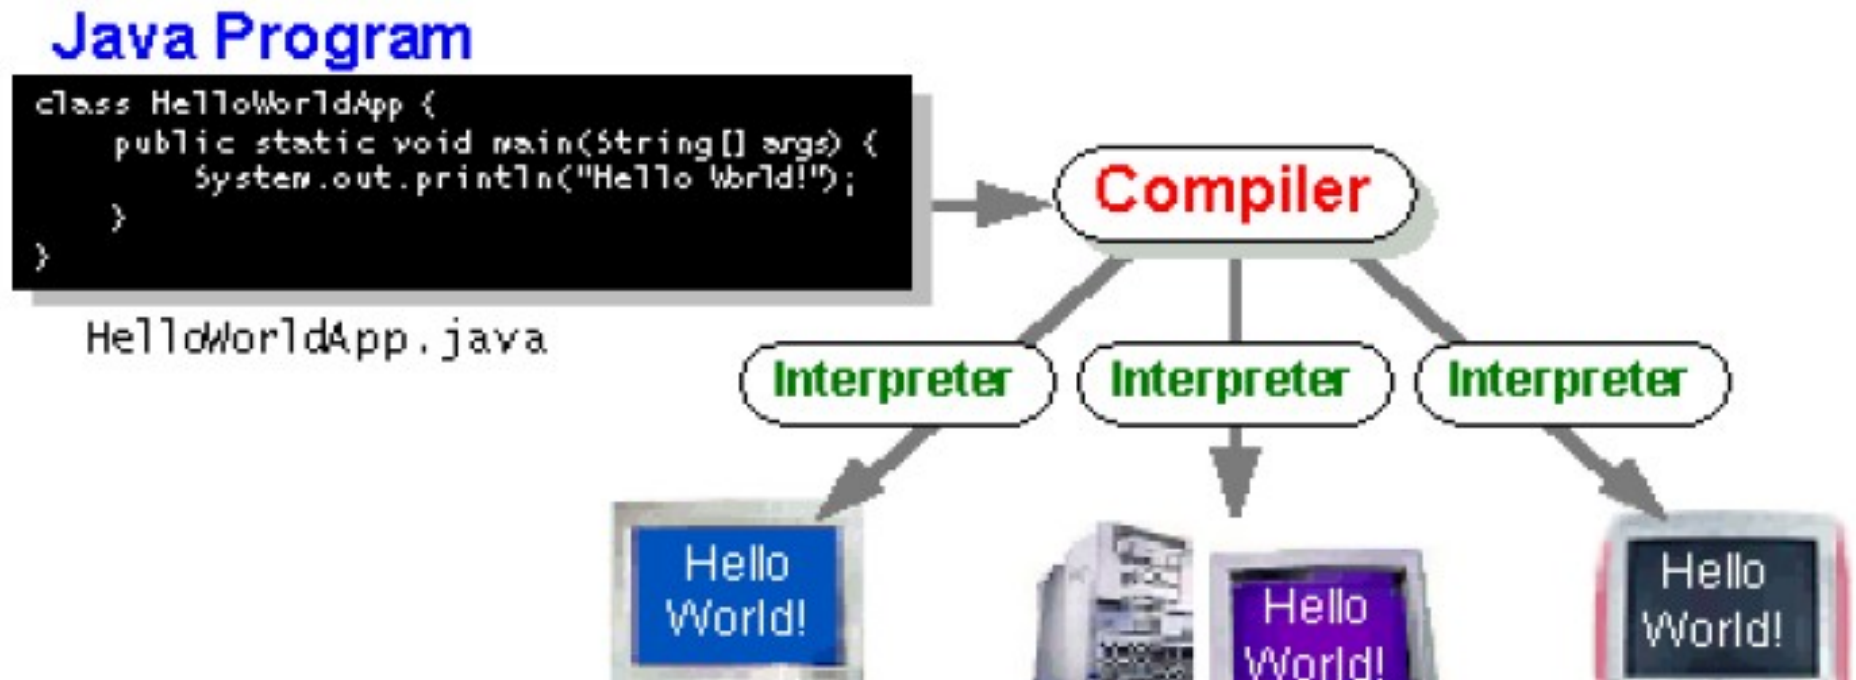 Java Program
class HelloWorldApp {
    public static void main(String[] args) {
        System.out.println("Hello World!");
    }
}
HelloWorldApp.java
Compiler
Interpreter
Interpreter
Interpreter
Hello
World!
Hello
World!
Hello
World!